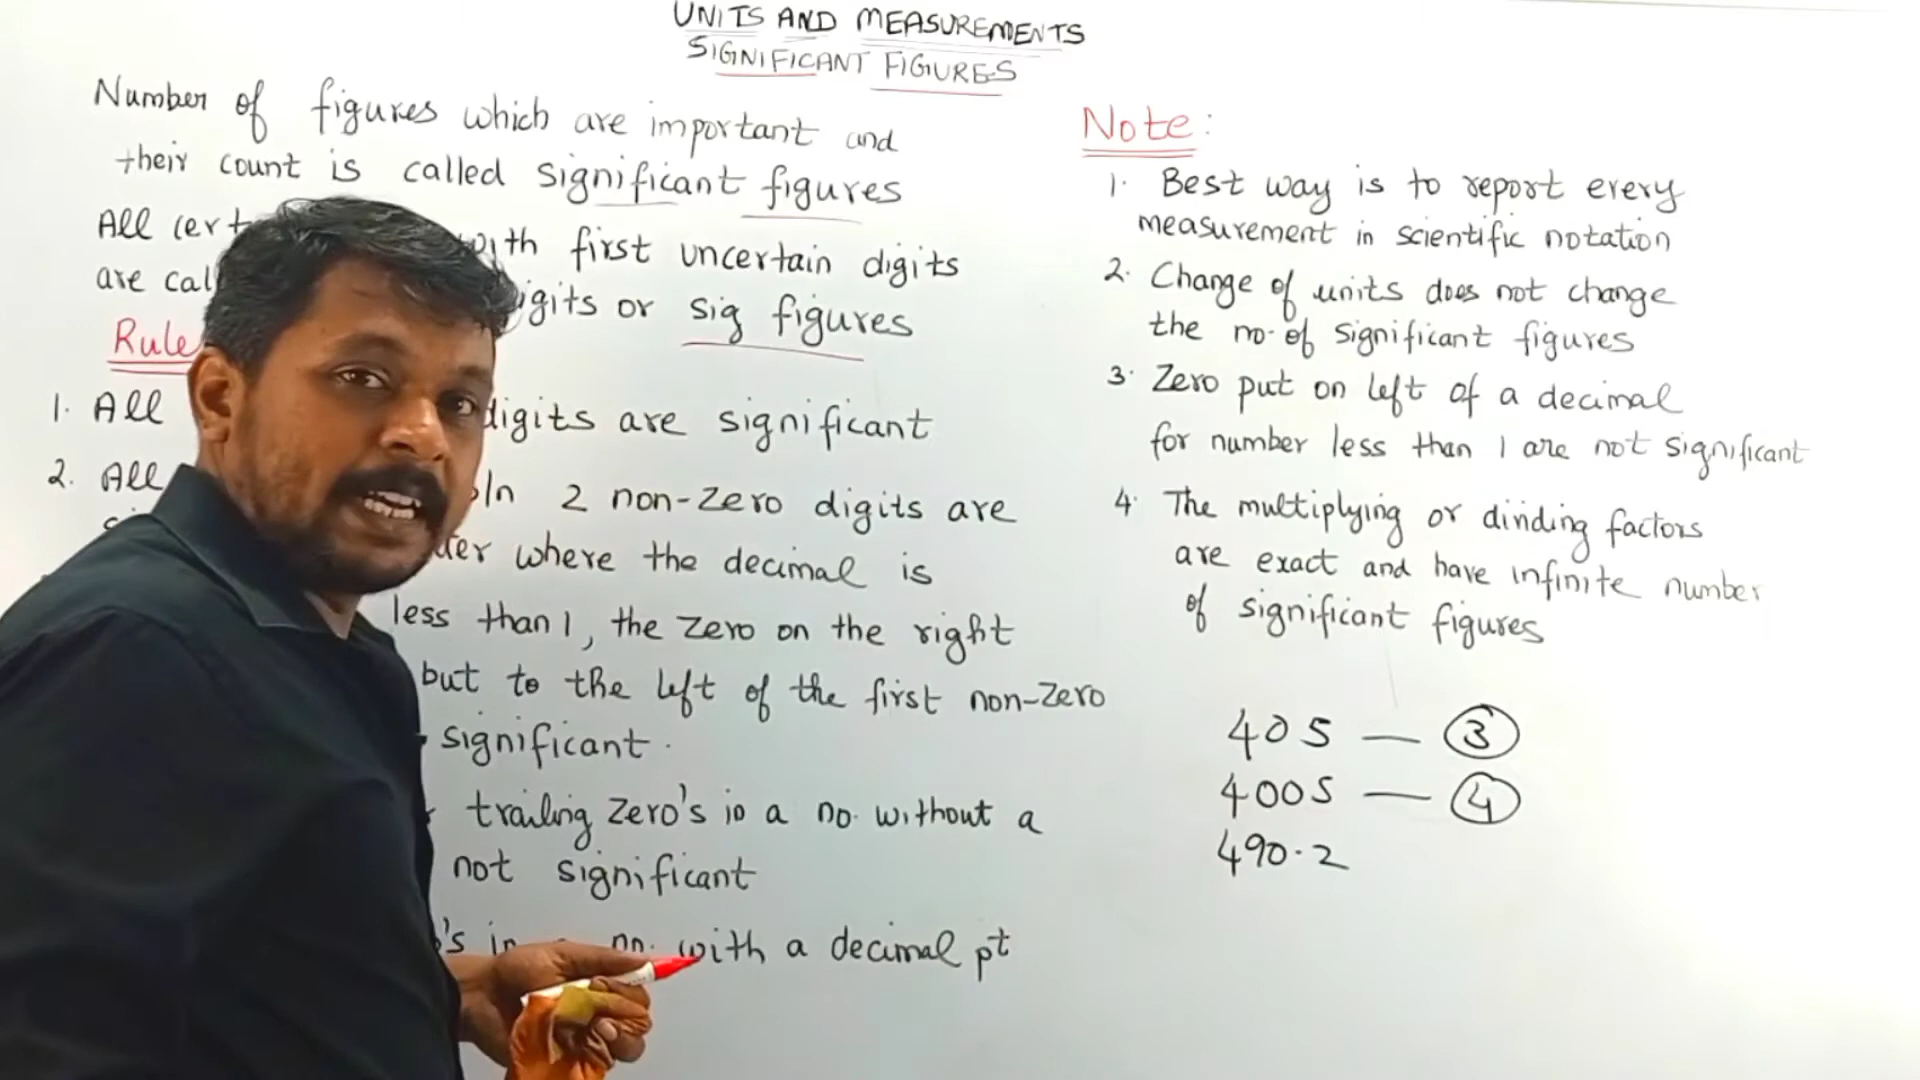 UNITS AND MEASUREMENTS
SIGNIFICANT FIGURES
Number of figures which are important and
their count is called significant figures
All with first uncertain digits
are or sig figures
1. All digits are significant
2. All 2 non-zero digits are
where the decimal is
less than 1, the zero on the right
but to the left of the first non-zero
significant.
trailing zero's in a no. without a
not significant
in no. with a decimal pt
Note:
1. Best way is to report every
measurement in scientific notation
2. Change of units does not change
the no. of significant figures
3. Zero put on left of a decimal
for number less than 1 are not significant
4. The multiplying or dividing factors
are exact and have infinite number
of significant figures
405 — 3
4005 — 4
490.2